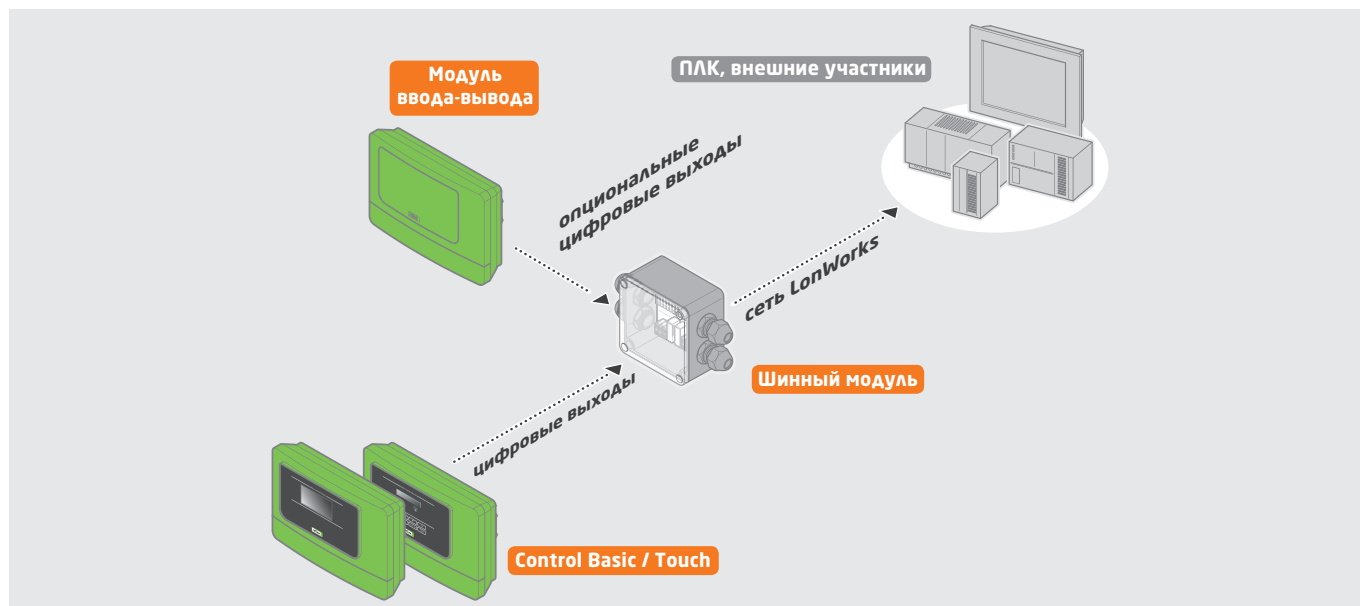 ПЛК, внешние участники
Модуль
ввода-вывода
опциональные
цифровые выходы
сеть LonWorks
Шинный модуль
цифровые выходы
Control Basic / Touch